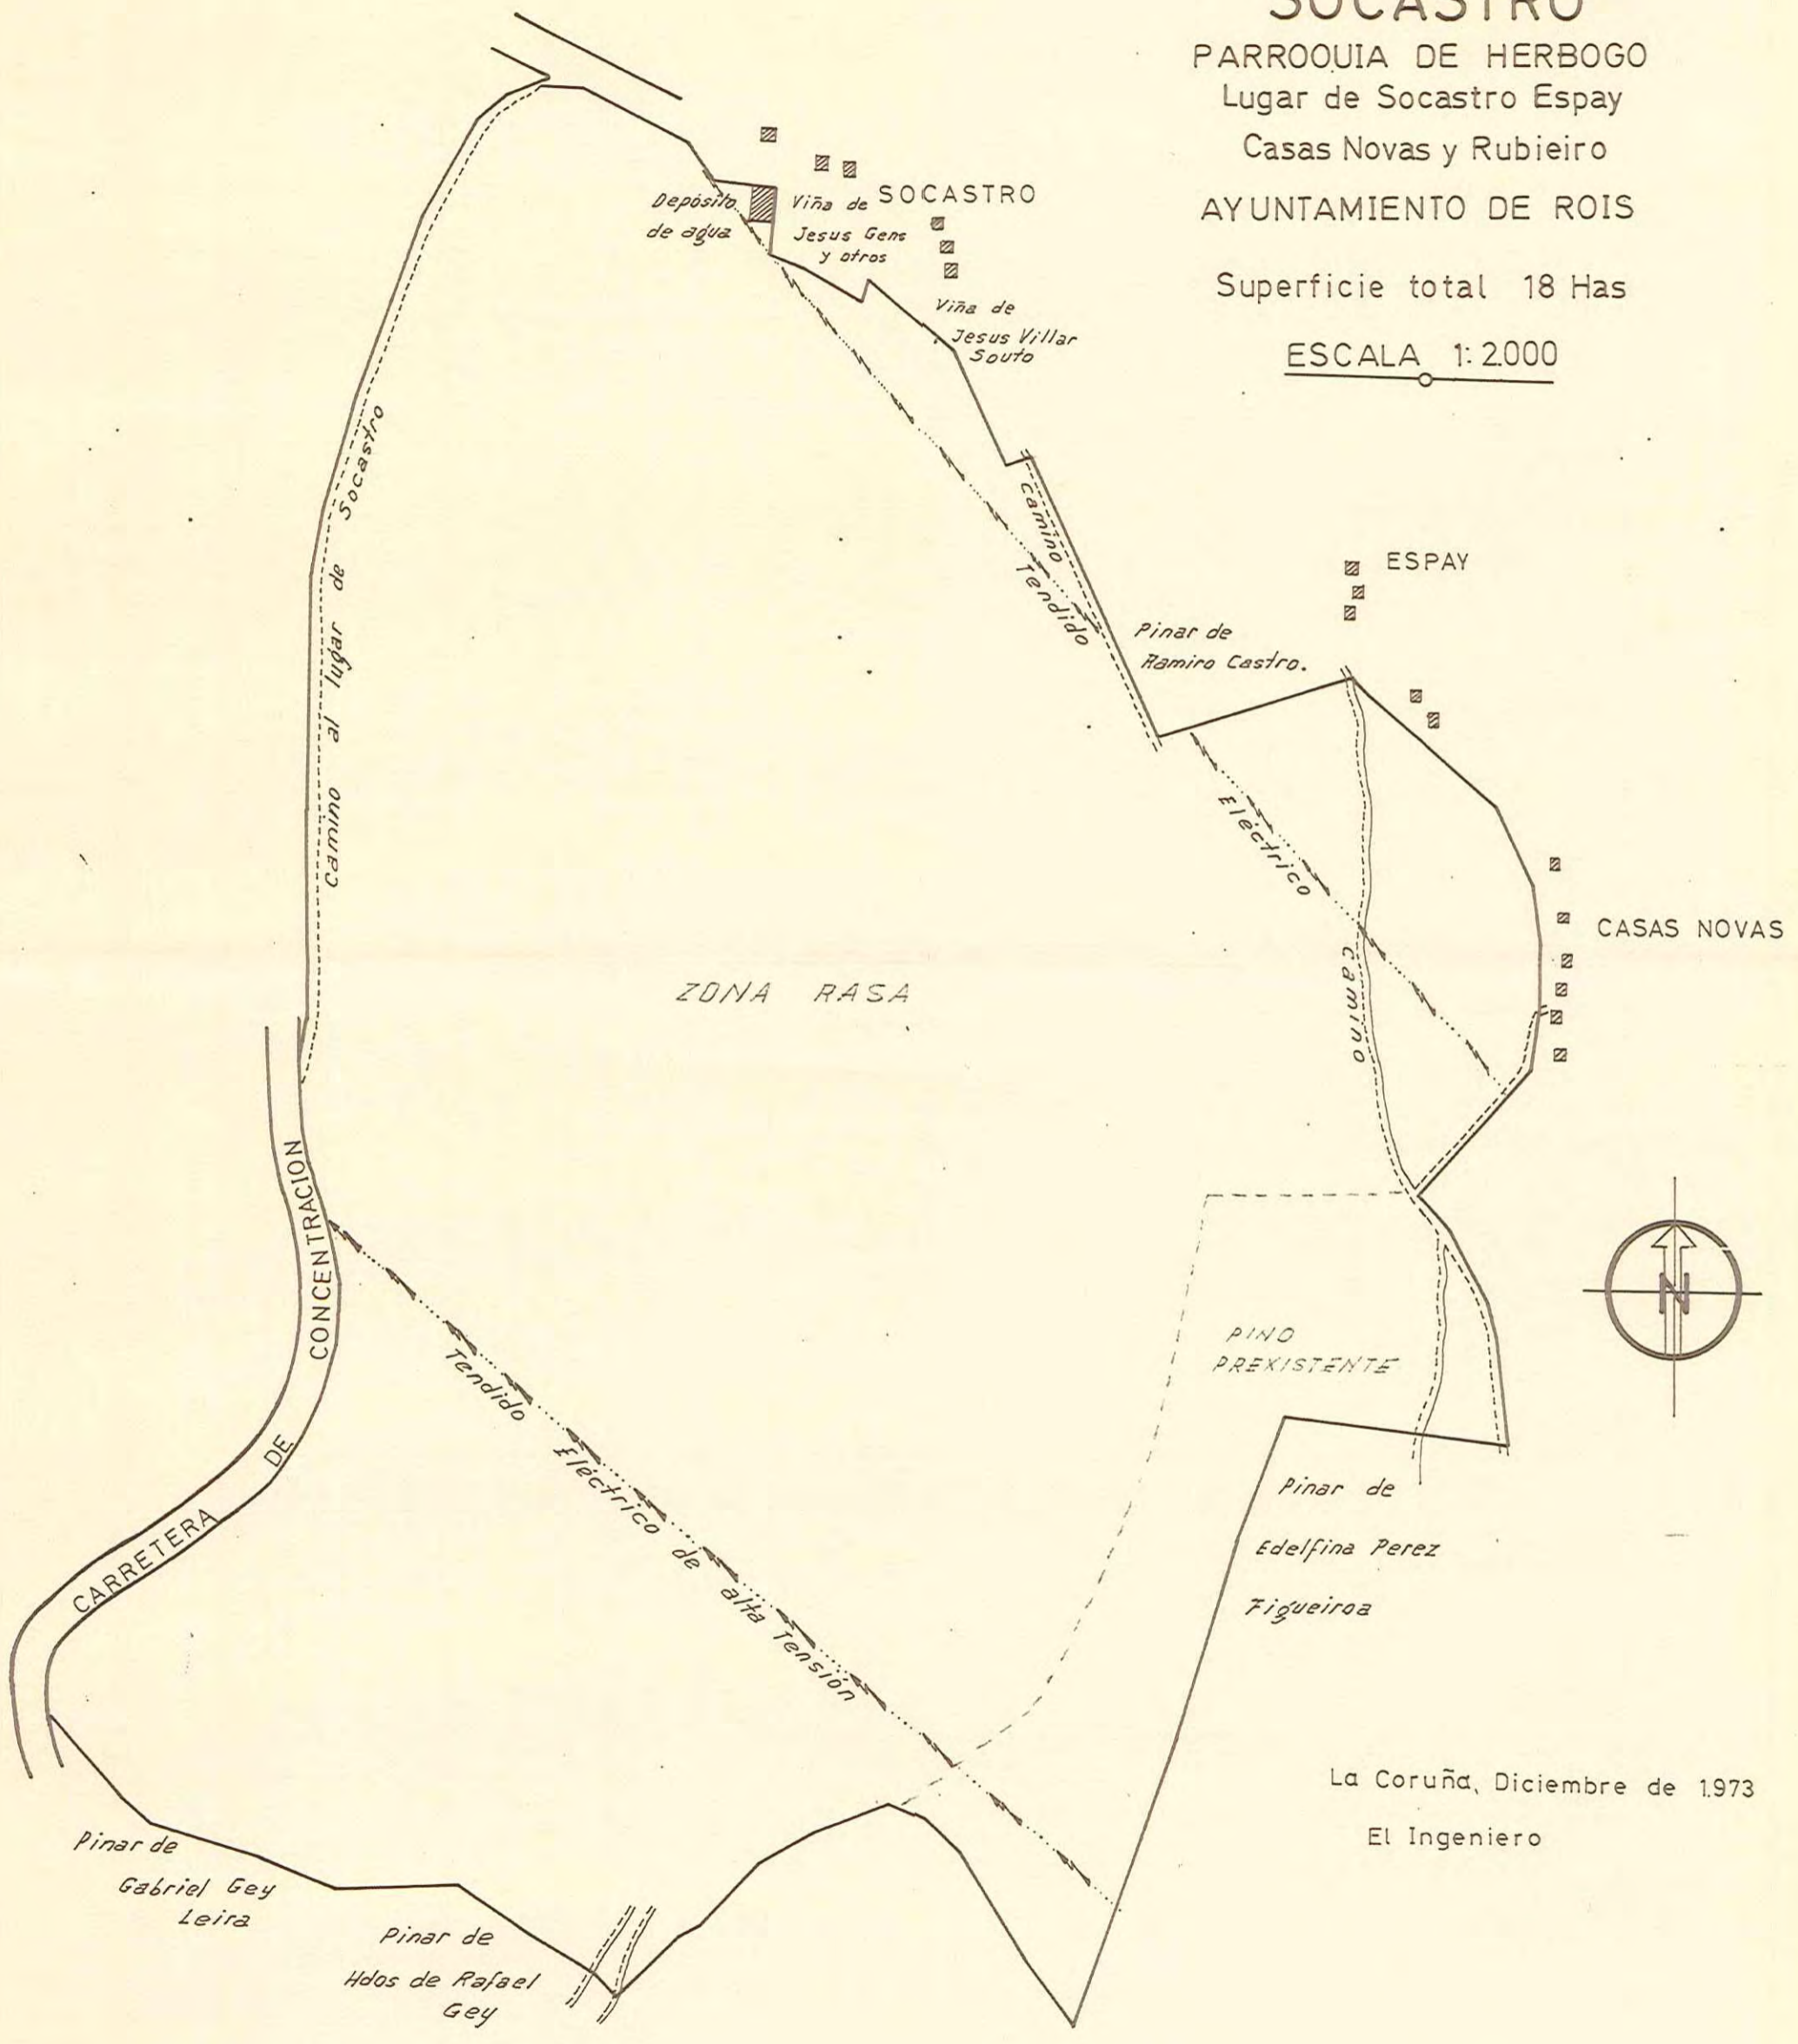 SOCASTRO
PARROQUIA DE HERBOGO
Lugar de Socastro Espay
Casas Novas y Rubieiro
AYUNTAMIENTO DE ROIS
Superficie total 18 Has
ESCALA 1:2.000
Depósito
de agua
Viña de
Jesus Gens
y otros
SOCASTRO
Viña de
Jesus Villar
Souto
Camino al lugar de Socastro
Camino
Tendido
Eléctrico
ESPAY
Pinar de
Ramiro Castro.
CASAS NOVAS
Camino
ZONA RASA
CARRETERA DE CONCENTRACION
N
PINO
PREXISTENTE
Tendido Eléctrico de alta Tensión
Pinar de
Edelfina Perez
Figueiroa
La Coruña, Diciembre de 1.973
El Ingeniero
Pinar de
Gabriel Gey
Leira
Pinar de
Hdos de Rafael
Gey